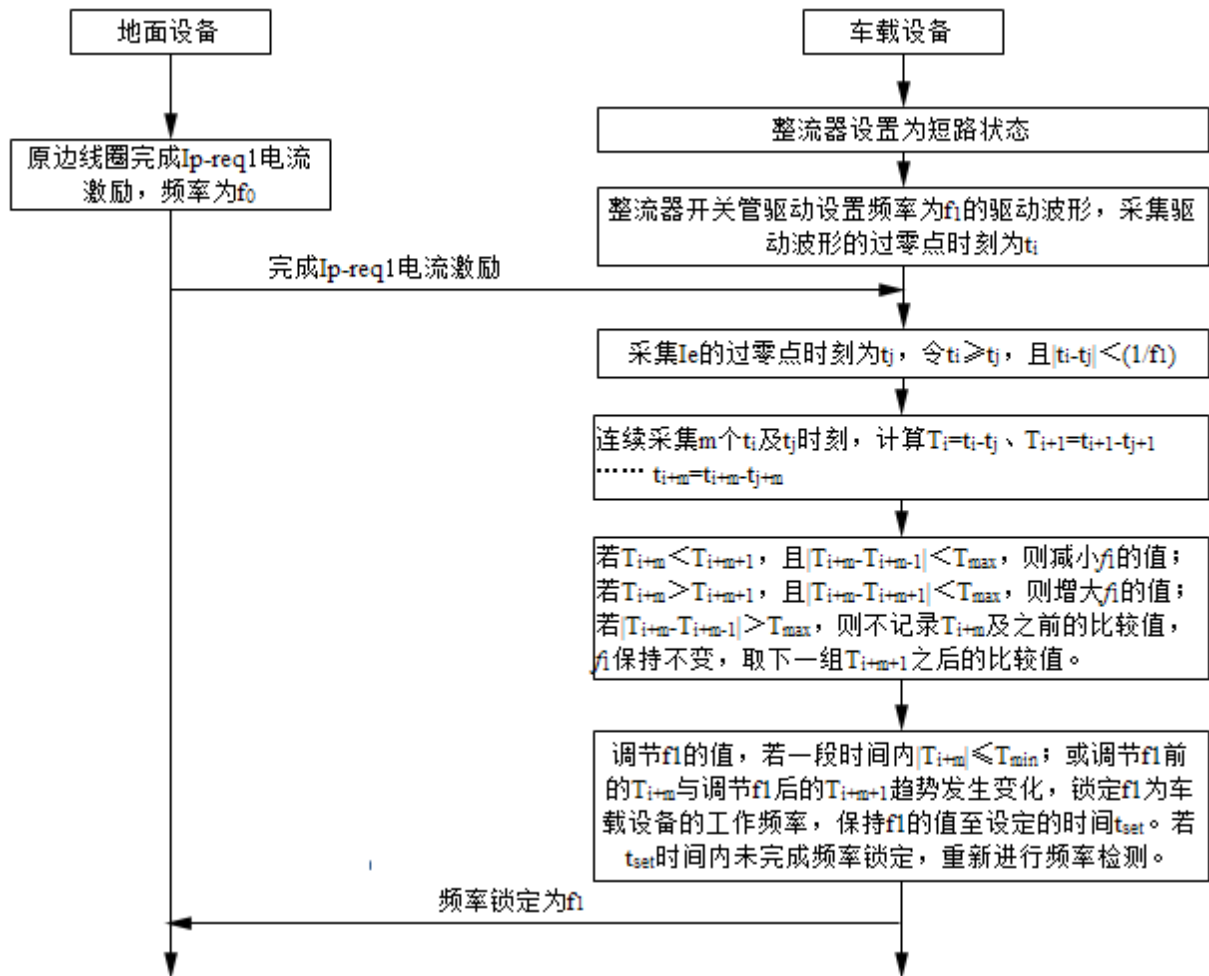 地面设备
车载设备
整流器设置为短路状态
原边线圈完成Ip-req1电流
激励，频率为f0
整流器开关管驱动设置频率为f1的驱动波形，采集驱
动波形的过零点时刻为ti
完成Ip-req1电流激励
采集Ie的过零点时刻为tj，令ti≥tj，且|ti-tj|＜(1/f1)
连续采集m个ti及tj时刻，计算Ti=ti-tj、Ti+1=ti+1-tj+1
…… ti+m=ti+m-tj+m
若Ti+m＜Ti+m+1，且|Ti+m-Ti+m-1|＜Tmax，则减小f1的值；
若Ti+m＞Ti+m+1，且|Ti+m-Ti+m+1|＜Tmax，则增大f1的值；
若|Ti+m-Ti+m-1|＞Tmax，则不记录Ti+m及之前的比较值，
f1保持不变，取下一组Ti+m+1之后的比较值。
调节f1的值，若一段时间内|Ti+m|≤Tmin；或调节f1前
的Ti+m与调节f1后的Ti+m+1趋势发生变化，锁定f1为车
载设备的工作频率，保持f1的值至设定的时间tset。若
tset时间内未完成频率锁定，重新进行频率检测。
频率锁定为f1